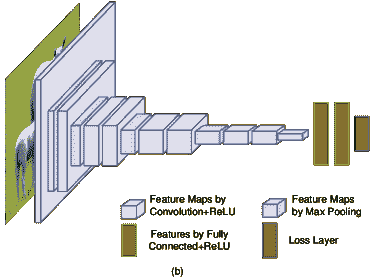 Feature Maps by
Convolution+ReLU
Feature Maps
by Max Pooling
Features by Fully
Connected+ReLU
Loss Layer
(b)